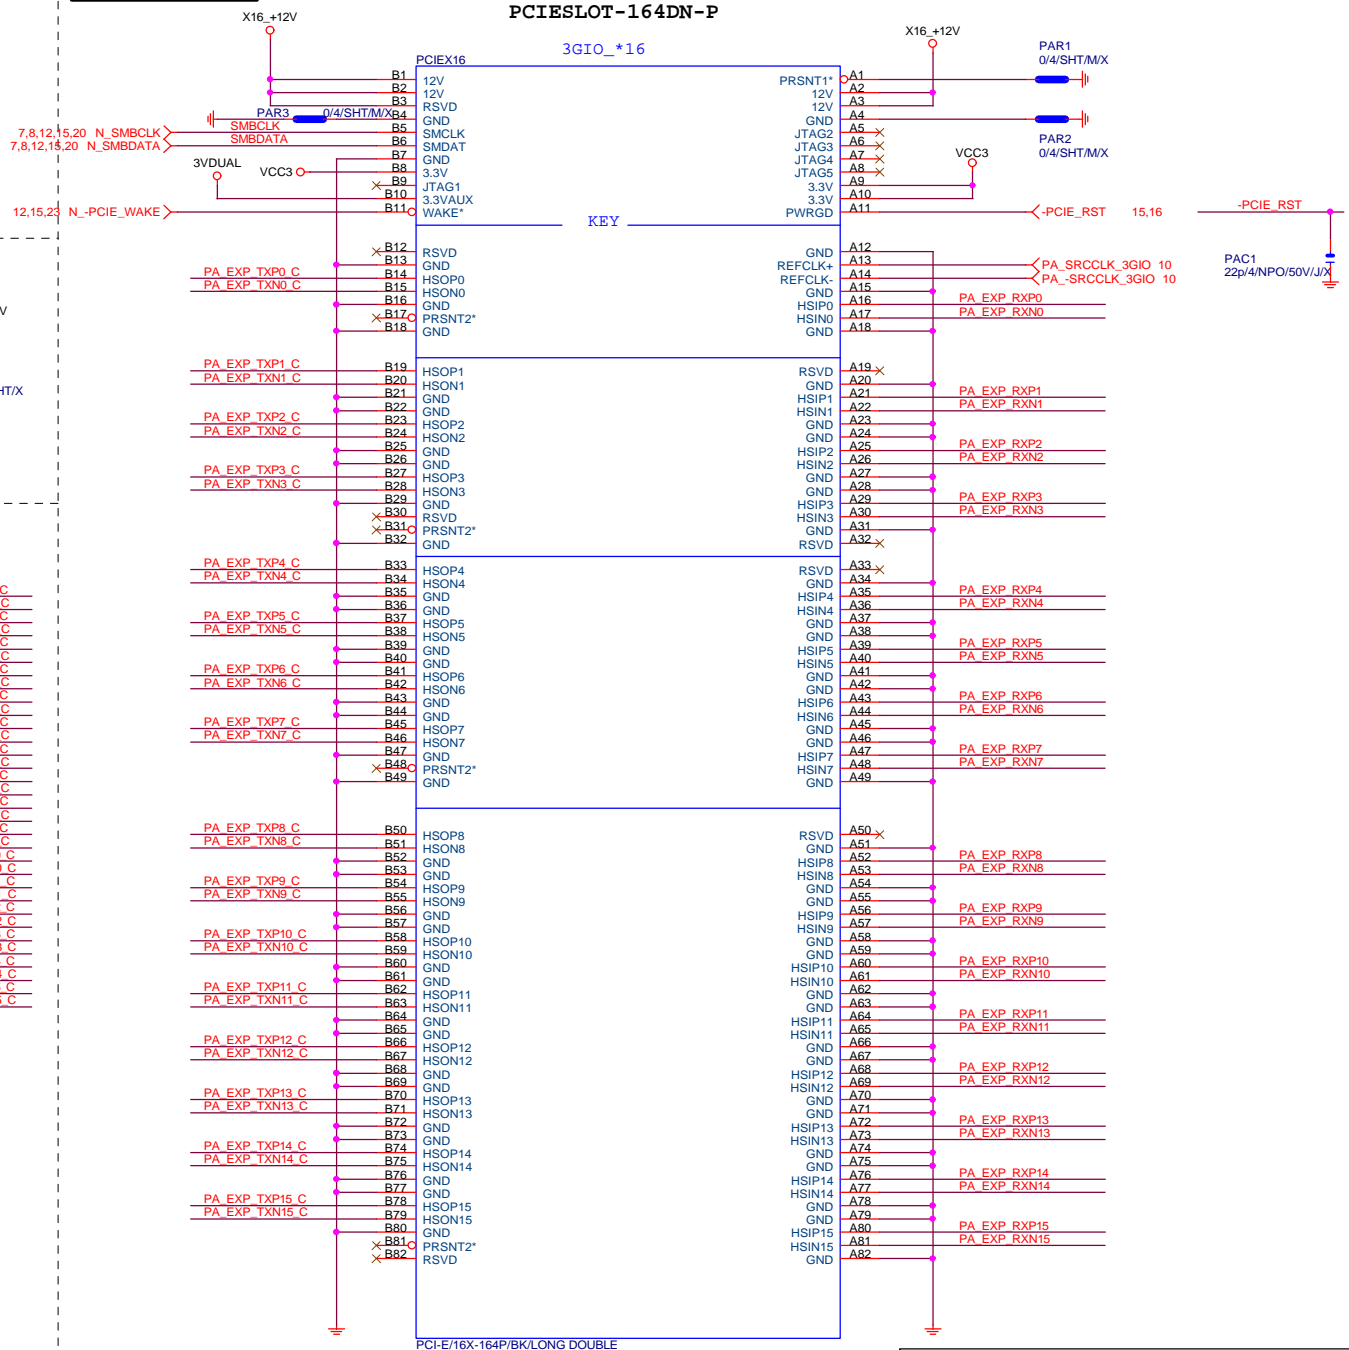 PCIESLOT-164DN-P
3GIO_*16
PCIEX16
X16_+12V
X16_+12V
PAR1
0/4/SHT/M/X
PAR2
0/4/SHT/M/X
PAR3 0/4/SHT/M/X
7,8,12,15,20 N_SMBCLK SMBCLK
7,8,12,15,20 N_SMBDATA SMBDATA
3VDUAL
VCC3
VCC3
12,15,23 N_-PCIE_WAKE
-PCIE_RST 15,16
-PCIE_RST
PAC1
22p/4/NPO/50V/J/X
PA_SRCCLK_3GIO 10
PA_-SRCCLK_3GIO 10
KEY
B1 12V PRSNT1* A1
B2 12V 12V A2
B3 RSVD 12V A3
B4 GND GND A4
B5 SMCLK JTAG2 A5
B6 SMDAT JTAG3 A6
B7 GND JTAG4 A7
B8 3.3V JTAG5 A8
B9 JTAG1 3.3V A9
B10 3.3VAUX 3.3V A10
B11 WAKE* PWRGD A11
B12 RSVD GND A12
B13 GND REFCLK+ A13
PA_EXP_TXP0_C B14 HSOP0 REFCLK- A14
PA_EXP_TXN0_C B15 HSON0 GND A15
B16 GND HSIP0 A16 PA_EXP_RXP0
B17 PRSNT2* HSIN0 A17 PA_EXP_RXN0
B18 GND GND A18
PA_EXP_TXP1_C B19 HSOP1 RSVD A19
PA_EXP_TXN1_C B20 HSON1 GND A20
B21 GND HSIP1 A21 PA_EXP_RXP1
B22 GND HSIN1 A22 PA_EXP_RXN1
PA_EXP_TXP2_C B23 HSOP2 GND A23
PA_EXP_TXN2_C B24 HSON2 GND A24
B25 GND HSIP2 A25 PA_EXP_RXP2
B26 GND HSIN2 A26 PA_EXP_RXN2
PA_EXP_TXP3_C B27 HSOP3 GND A27
PA_EXP_TXN3_C B28 HSON3 GND A28
B29 GND HSIP3 A29 PA_EXP_RXP3
B30 RSVD HSIN3 A30 PA_EXP_RXN3
B31 PRSNT2* GND A31
B32 GND RSVD A32
PA_EXP_TXP4_C B33 HSOP4 RSVD A33
PA_EXP_TXN4_C B34 HSON4 GND A34
B35 GND HSIP4 A35 PA_EXP_RXP4
B36 GND HSIN4 A36 PA_EXP_RXN4
PA_EXP_TXP5_C B37 HSOP5 GND A37
PA_EXP_TXN5_C B38 HSON5 GND A38
B39 GND HSIP5 A39 PA_EXP_RXP5
B40 GND HSIN5 A40 PA_EXP_RXN5
PA_EXP_TXP6_C B41 HSOP6 GND A41
PA_EXP_TXN6_C B42 HSON6 GND A42
B43 GND HSIP6 A43 PA_EXP_RXP6
B44 GND HSIN6 A44 PA_EXP_RXN6
PA_EXP_TXP7_C B45 HSOP7 GND A45
PA_EXP_TXN7_C B46 HSON7 GND A46
B47 GND HSIP7 A47 PA_EXP_RXP7
B48 PRSNT2* HSIN7 A48 PA_EXP_RXN7
B49 GND GND A49
PA_EXP_TXP8_C B50 HSOP8 RSVD A50
PA_EXP_TXN8_C B51 HSON8 GND A51
B52 GND HSIP8 A52 PA_EXP_RXP8
B53 GND HSIN8 A53 PA_EXP_RXN8
PA_EXP_TXP9_C B54 HSOP9 GND A54
PA_EXP_TXN9_C B55 HSON9 GND A55
B56 GND HSIP9 A56 PA_EXP_RXP9
B57 GND HSIN9 A57 PA_EXP_RXN9
PA_EXP_TXP10_C B58 HSOP10 GND A58
PA_EXP_TXN10_C B59 HSON10 GND A59
B60 GND HSIP10 A60 PA_EXP_RXP10
B61 GND HSIN10 A61 PA_EXP_RXN10
PA_EXP_TXP11_C B62 HSOP11 GND A62
PA_EXP_TXN11_C B63 HSON11 GND A63
B64 GND HSIP11 A64 PA_EXP_RXP11
B65 GND HSIN11 A65 PA_EXP_RXN11
PA_EXP_TXP12_C B66 HSOP12 GND A66
PA_EXP_TXN12_C B67 HSON12 GND A67
B68 GND HSIP12 A68 PA_EXP_RXP12
B69 GND HSIN12 A69 PA_EXP_RXN12
PA_EXP_TXP13_C B70 HSOP13 GND A70
PA_EXP_TXN13_C B71 HSON13 GND A71
B72 GND HSIP13 A72 PA_EXP_RXP13
B73 GND HSIN13 A73 PA_EXP_RXN13
PA_EXP_TXP14_C B74 HSOP14 GND A74
PA_EXP_TXN14_C B75 HSON14 GND A75
B76 GND HSIP14 A76 PA_EXP_RXP14
B77 GND HSIN14 A77 PA_EXP_RXN14
PA_EXP_TXP15_C B78 HSOP15 GND A78
PA_EXP_TXN15_C B79 HSON15 GND A79
B80 GND HSIP15 A80 PA_EXP_RXP15
B81 PRSNT2* HSIN15 A81 PA_EXP_RXN15
B82 RSVD GND A82
PCI-E/16X-164P/BK/LONG DOUBLE